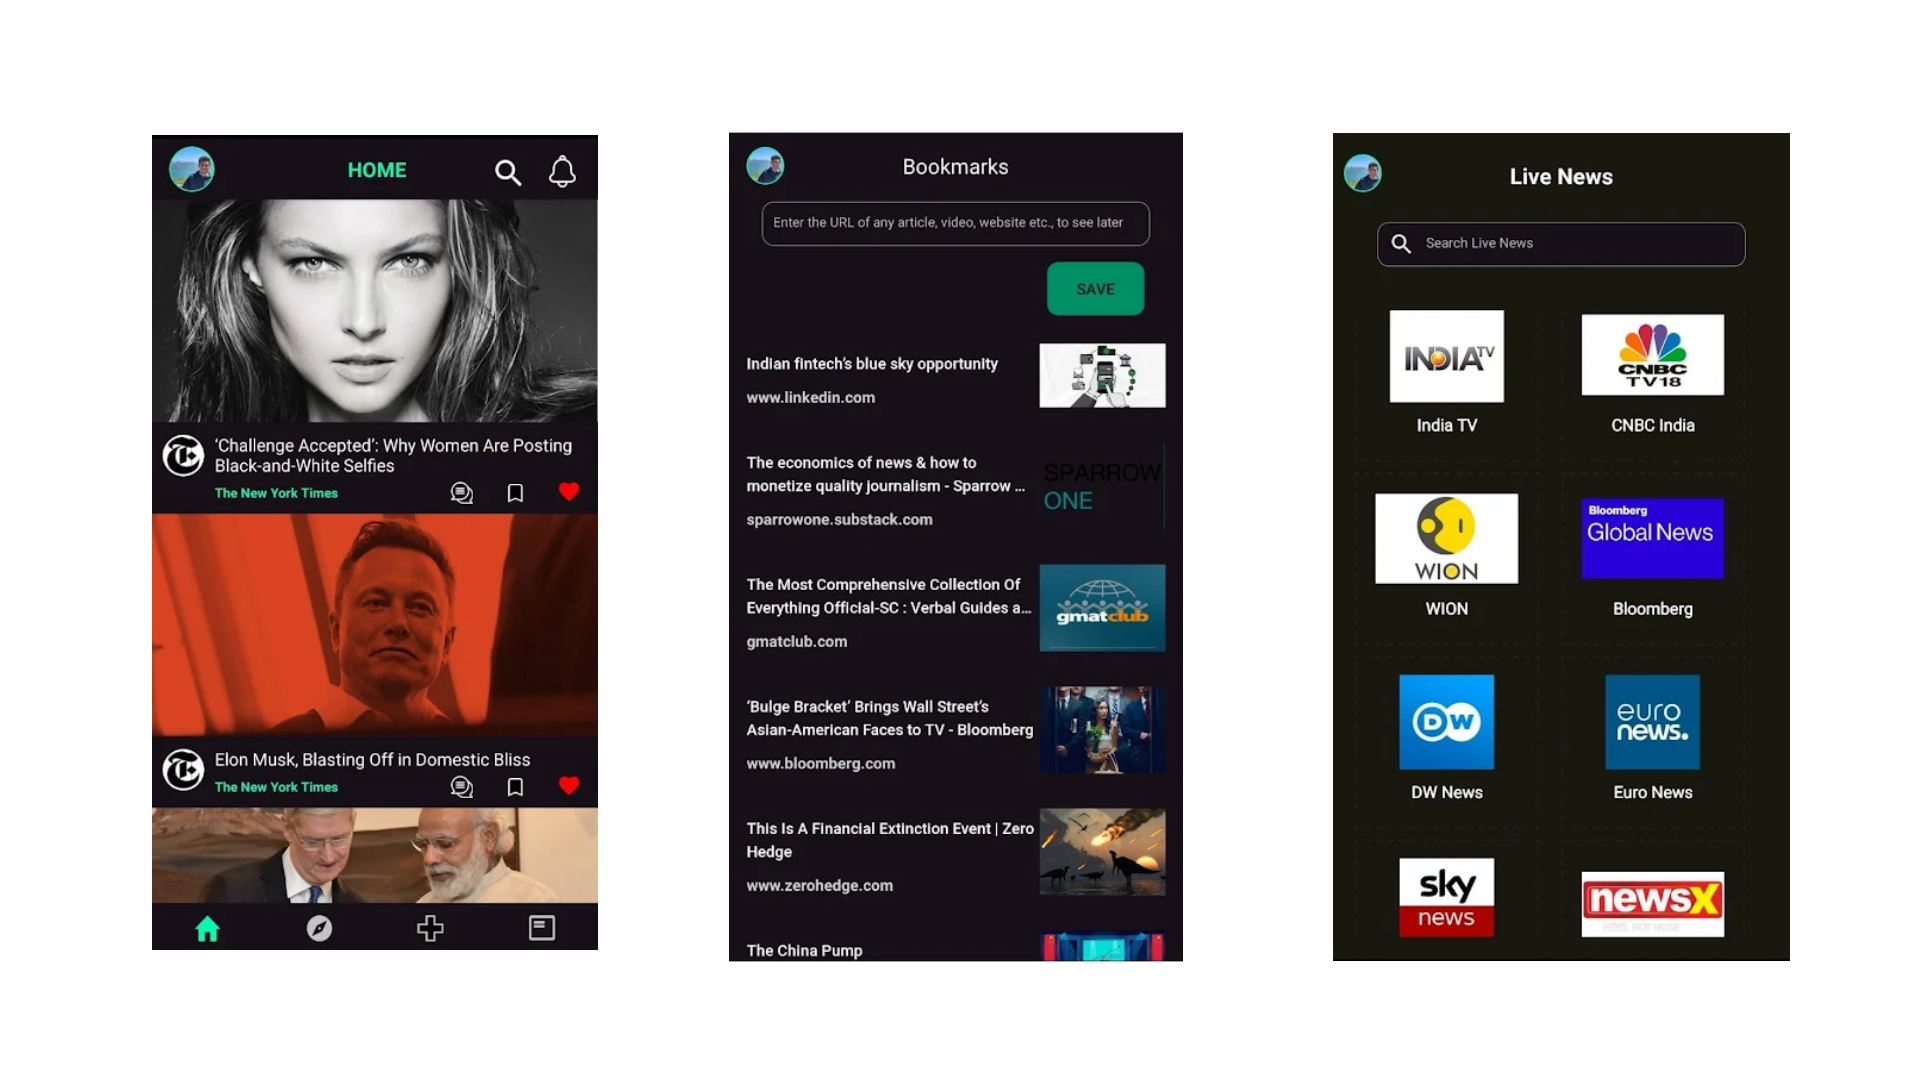 HOME
‘Challenge Accepted’: Why Women Are Posting
Black-and-White Selfies
The New York Times
Elon Musk, Blasting Off in Domestic Bliss
The New York Times
Bookmarks
Enter the URL of any article, video, website etc., to see later
SAVE
Indian fintech’s blue sky opportunity
www.linkedin.com
The economics of news & how to
monetize quality journalism - Sparrow ...
sparrowone.substack.com
SPARROW
ONE
The Most Comprehensive Collection Of
Everything Official-SC : Verbal Guides a...
gmatclub.com
gmatclub
‘Bulge Bracket’ Brings Wall Street’s
Asian-American Faces to TV - Bloomberg
www.bloomberg.com
This Is A Financial Extinction Event | Zero
Hedge
www.zerohedge.com
The China Pump
Live News
Search Live News
INDIA TV
India TV
CNBC
TV18
CNBC India
WION
WION
Bloomberg
Global News
Bloomberg
DW
DW News
euro
news.
Euro News
sky
news
newsX
NEWS. NOT NOISE